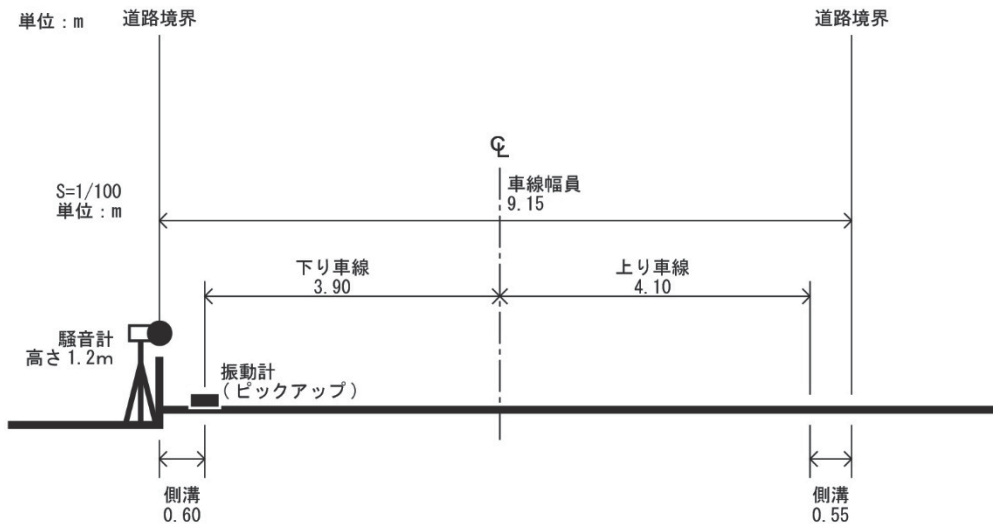 単位：m
道路境界
道路境界
℄
S=1/100
単位：m
車線幅員
9.15
下り車線
3.90
上り車線
4.10
騒音計
高さ1.2m
振動計
(ピックアップ)
側溝
0.60
側溝
0.55